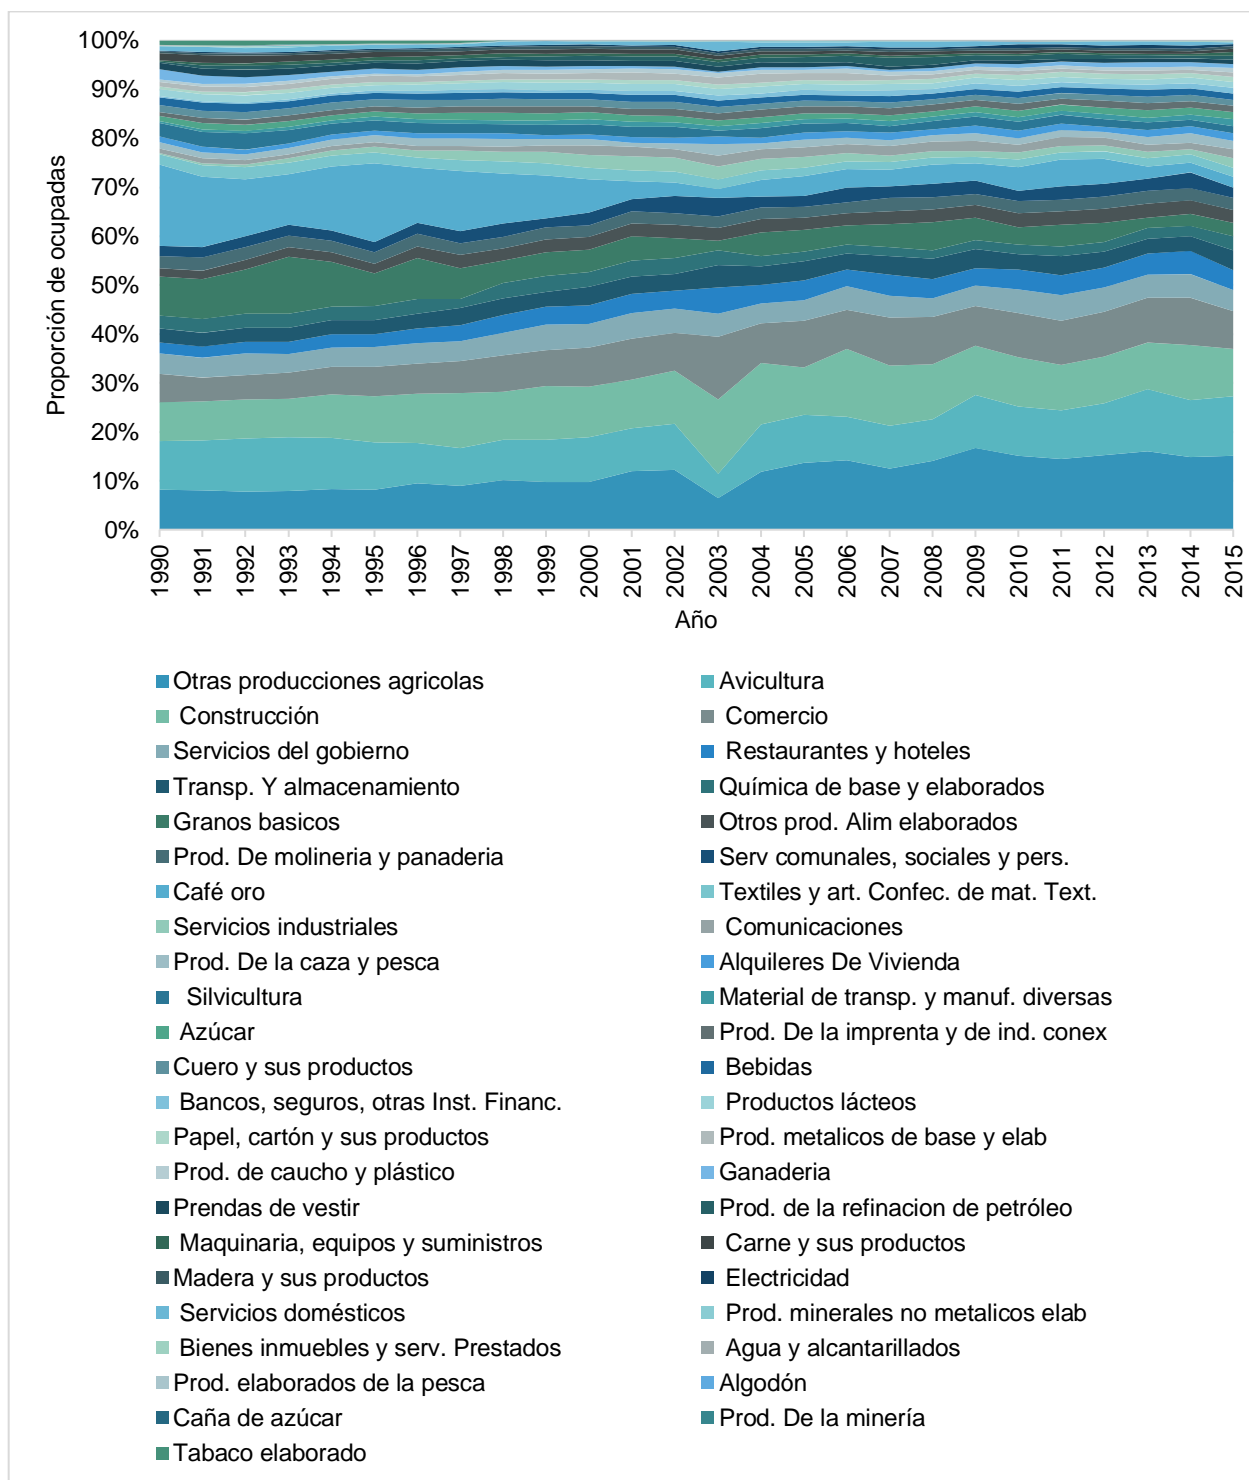 100%
90%
80%
70%
60%
50%
40%
30%
20%
10%
0%
Proporción de ocupadas
1990 1991 1992 1993 1994 1995 1996 1997 1998 1999 2000 2001 2002 2003 2004 2005 2006 2007 2008 2009 2010 2011 2012 2013 2014 2015
Año
Otras producciones agricolas Avicultura
Construcción Comercio
Servicios del gobierno Restaurantes y hoteles
Transp. Y almacenamiento Química de base y elaborados
Granos basicos Otros prod. Alim elaborados
Prod. De molineria y panaderia Serv comunales, sociales y pers.
Café oro Textiles y art. Confec. de mat. Text.
Servicios industriales Comunicaciones
Prod. De la caza y pesca Alquileres De Vivienda
Silvicultura Material de transp. y manuf. diversas
Azúcar Prod. De la imprenta y de ind. conex
Cuero y sus productos Bebidas
Bancos, seguros, otras Inst. Financ. Productos lácteos
Papel, cartón y sus productos Prod. metalicos de base y elab
Prod. de caucho y plástico Ganaderia
Prendas de vestir Prod. de la refinacion de petróleo
Maquinaria, equipos y suministros Carne y sus productos
Madera y sus productos Electricidad
Servicios domésticos Prod. minerales no metalicos elab
Bienes inmuebles y serv. Prestados Agua y alcantarillados
Prod. elaborados de la pesca Algodón
Caña de azúcar Prod. De la minería
Tabaco elaborado